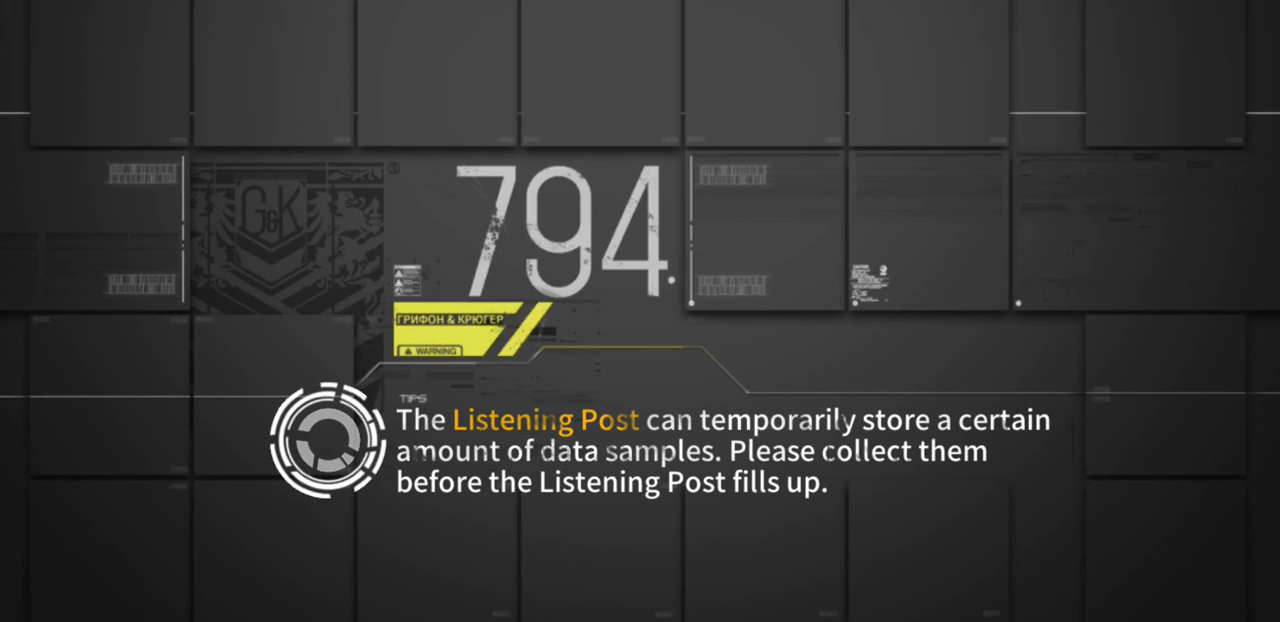 G&K
794.
ГРИФОН & КРЮГЕР
WARNING
TIPS
The Listening Post can temporarily store a certain
amount of data samples. Please collect them
before the Listening Post fills up.